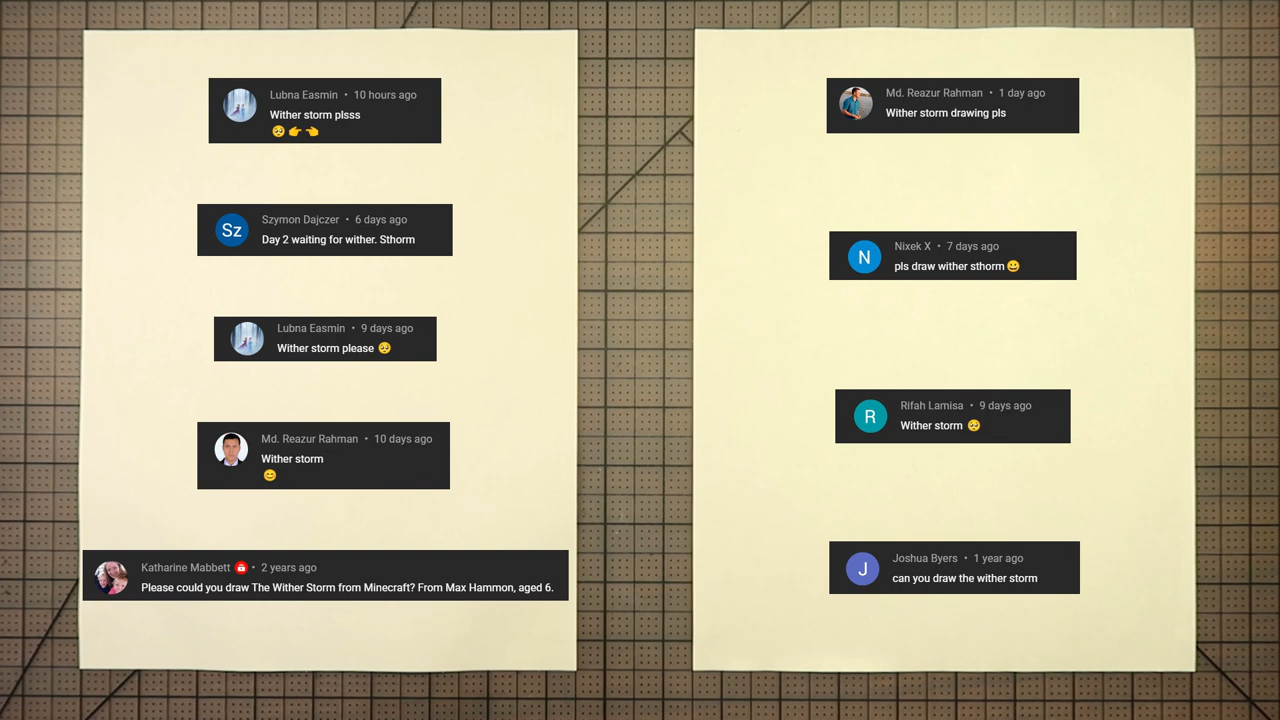 Lubna Easmin • 10 hours ago
Wither storm plsss
🥺👉👈
Sz
Szymon Dajczer • 6 days ago
Day 2 waiting for wither. Sthorm
Lubna Easmin • 9 days ago
Wither storm please 🥺
Md. Reazur Rahman • 10 days ago
Wither storm
😊
Katharine Mabbett • 2 years ago
Please could you draw The Wither Storm from Minecraft? From Max Hammon, aged 6.
Md. Reazur Rahman • 1 day ago
Wither storm drawing pls
N
Nixek X • 7 days ago
pls draw wither sthorm 😀
R
Rifah Lamisa • 9 days ago
Wither storm 🥺
J
Joshua Byers • 1 year ago
can you draw the wither storm